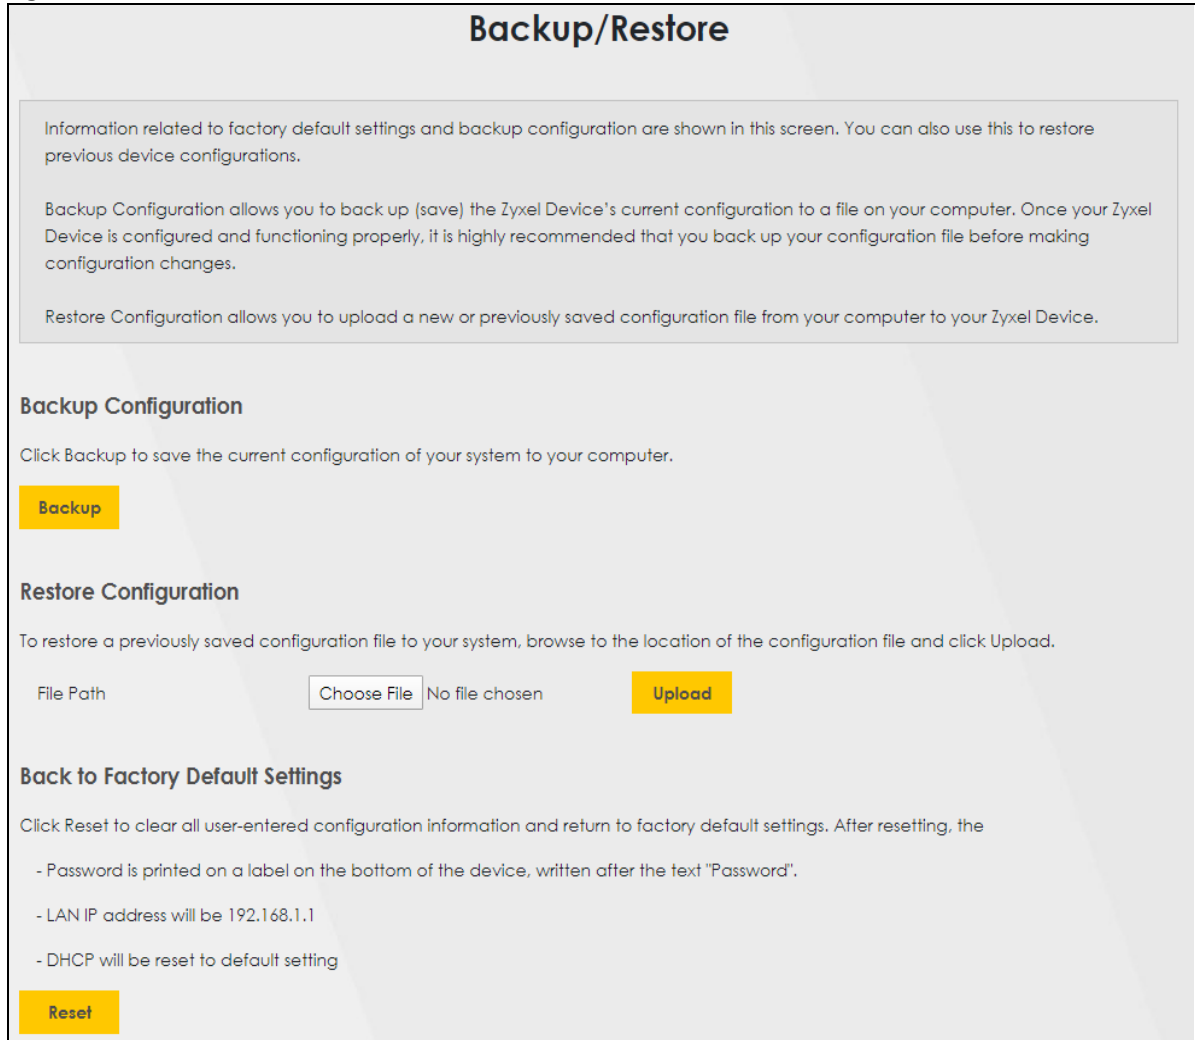 Backup/Restore
Information related to factory default settings and backup configuration are shown in this screen. You can also use this to restore
previous device configurations.
Backup Configuration allows you to back up (save) the Zyxel Device's current configuration to a file on your computer. Once your Zyxel
Device is configured and functioning properly, it is highly recommended that you back up your configuration file before making
configuration changes.
Restore Configuration allows you to upload a new or previously saved configuration file from your computer to your Zyxel Device.
Backup Configuration
Click Backup to save the current configuration of your system to your computer.
Backup
Restore Configuration
To restore a previously saved configuration file to your system, browse to the location of the configuration file and click Upload.
File Path Choose File No file chosen Upload
Back to Factory Default Settings
Click Reset to clear all user-entered configuration information and return to factory default settings. After resetting, the
- Password is printed on a label on the bottom of the device, written after the text "Password".
- LAN IP address will be 192.168.1.1
- DHCP will be reset to default setting
Reset